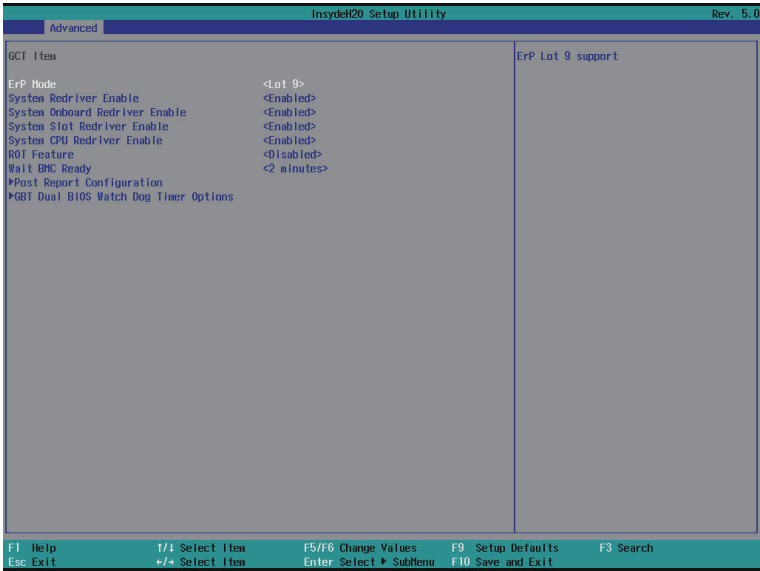 InsydeH20 Setup Utility Rev. 5.0
Advanced
GCT Item
ErP Lot 9 support
ErP Mode <Lot 9>
System Redriver Enable <Enabled>
System Onboard Redriver Enable <Enabled>
System Slot Redriver Enable <Enabled>
System CPU Redriver Enable <Enabled>
ROT Feature <Disabled>
Wait BMC Ready <2 minutes>
▶Post Report Configuration
▶GBT Dual BIOS Watch Dog Timer Options
F1 Help ↑/↓ Select Item F5/F6 Change Values F9 Setup Defaults F3 Search
Esc Exit ←/→ Select Item Enter Select ▶ SubMenu F10 Save and Exit